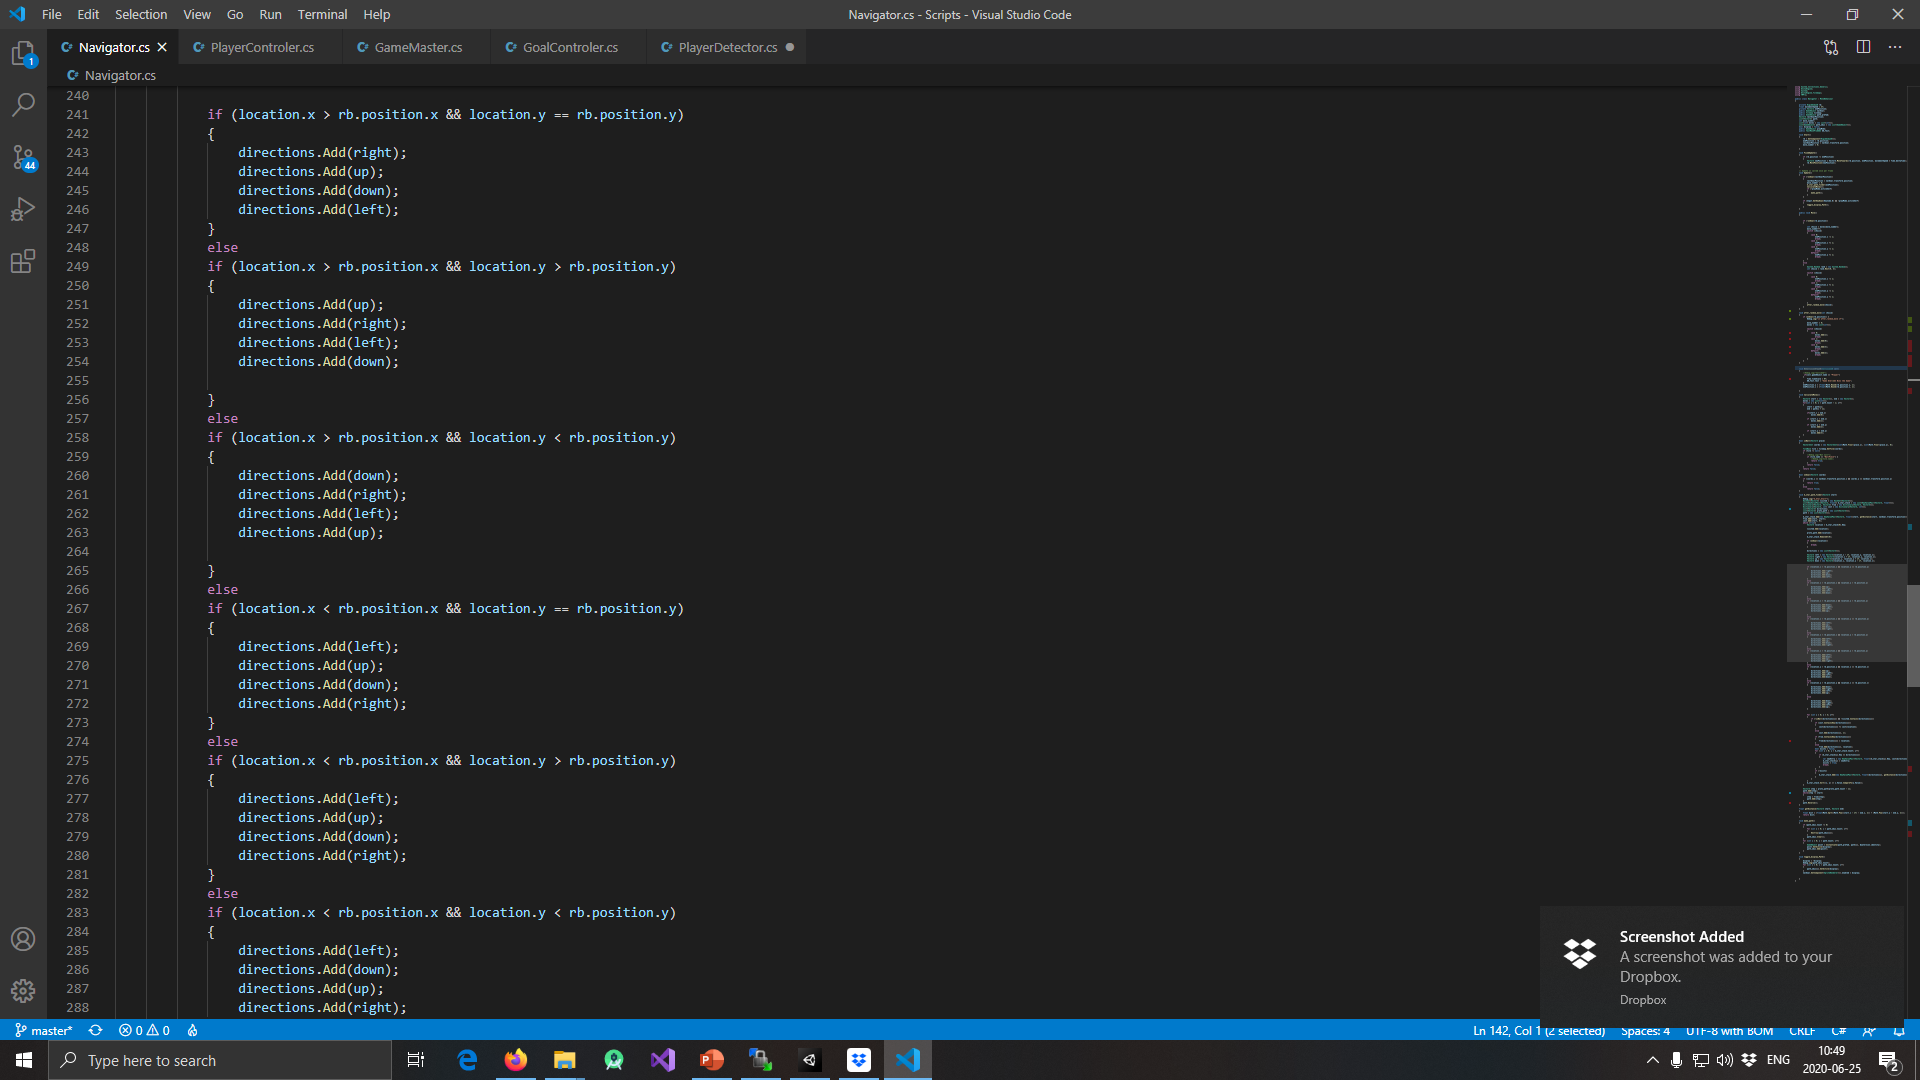 File Edit Selection View Go Run Terminal Help
Navigator.cs - Scripts - Visual Studio Code
Navigator.cs PlayerControler.cs GameMaster.cs GoalControler.cs PlayerDetector.cs
Navigator.cs
1
44
240
241 if (location.x > rb.position.x && location.y == rb.position.y)
242 {
243 directions.Add(right);
244 directions.Add(up);
245 directions.Add(down);
246 directions.Add(left);
247 }
248 else
249 if (location.x > rb.position.x && location.y > rb.position.y)
250 {
251 directions.Add(up);
252 directions.Add(right);
253 directions.Add(left);
254 directions.Add(down);
255
256 }
257 else
258 if (location.x > rb.position.x && location.y < rb.position.y)
259 {
260 directions.Add(down);
261 directions.Add(right);
262 directions.Add(left);
263 directions.Add(up);
264
265 }
266 else
267 if (location.x < rb.position.x && location.y == rb.position.y)
268 {
269 directions.Add(left);
270 directions.Add(up);
271 directions.Add(down);
272 directions.Add(right);
273 }
274 else
275 if (location.x < rb.position.x && location.y > rb.position.y)
276 {
277 directions.Add(left);
278 directions.Add(up);
279 directions.Add(down);
280 directions.Add(right);
281 }
282 else
283 if (location.x < rb.position.x && location.y < rb.position.y)
284 {
285 directions.Add(left);
286 directions.Add(down);
287 directions.Add(up);
288 directions.Add(right);
Screenshot Added
A screenshot was added to your
Dropbox.
Dropbox
master* 0 0 Ln 142, Col 1 (2 selected) Spaces: 4 UTF-8 with BOM CRLF C#
Type here to search
ENG
10:49
2020-06-25
2